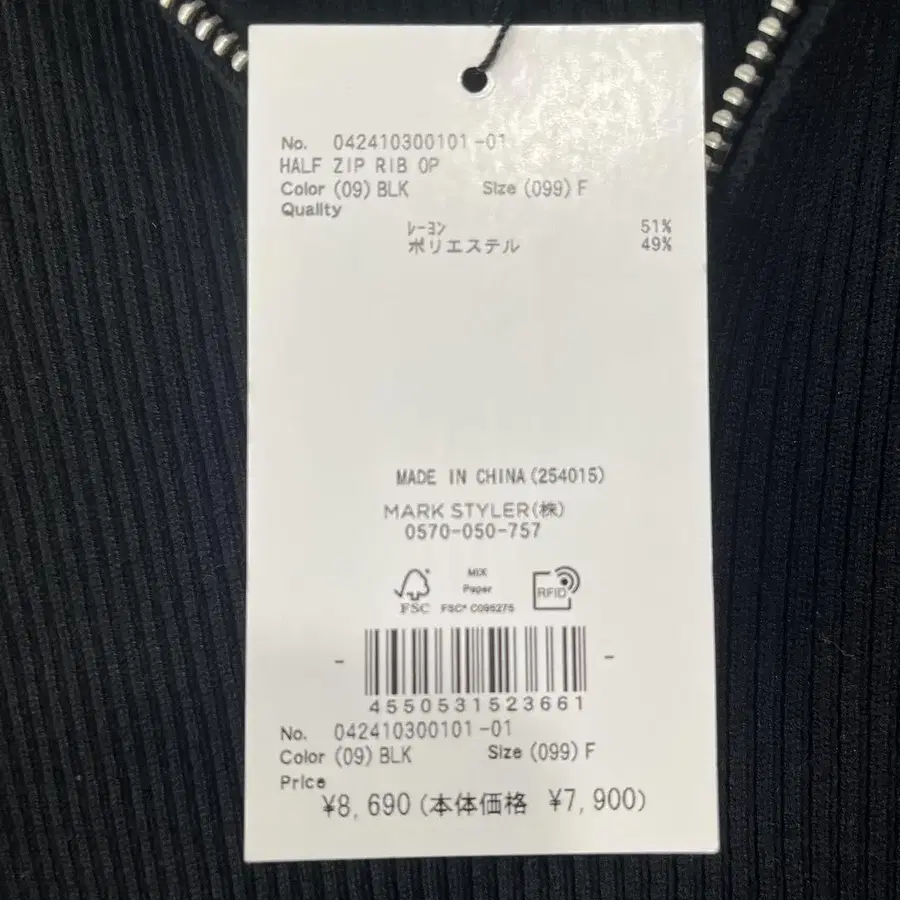 No. 042410300101-01
HALF ZIP RIB OP
Color (09) BLK Size (099) F
Quality
レーヨン 51%
ポリエステル 49%
MADE IN CHINA (254015)
MARK STYLER(株)
0570-050-757
MIX
Paper
FSC FSC® C095275 RFID
4550531523661
No. 042410300101-01
Color (09) BLK Size (099) F
Price
¥8,690 (本体価格 ¥7,900)